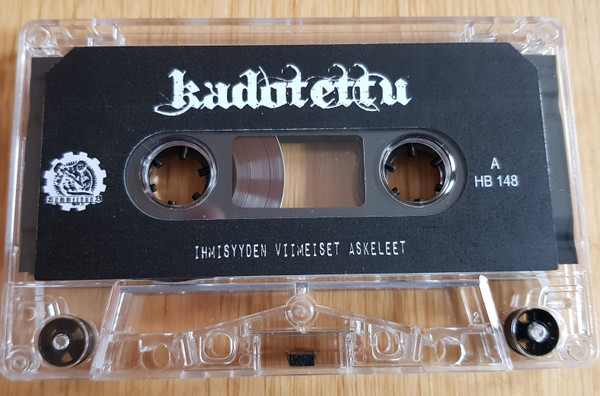 kadotettu
A
HB 148
IHMISYYDEN VIIMEISET ASKELEET